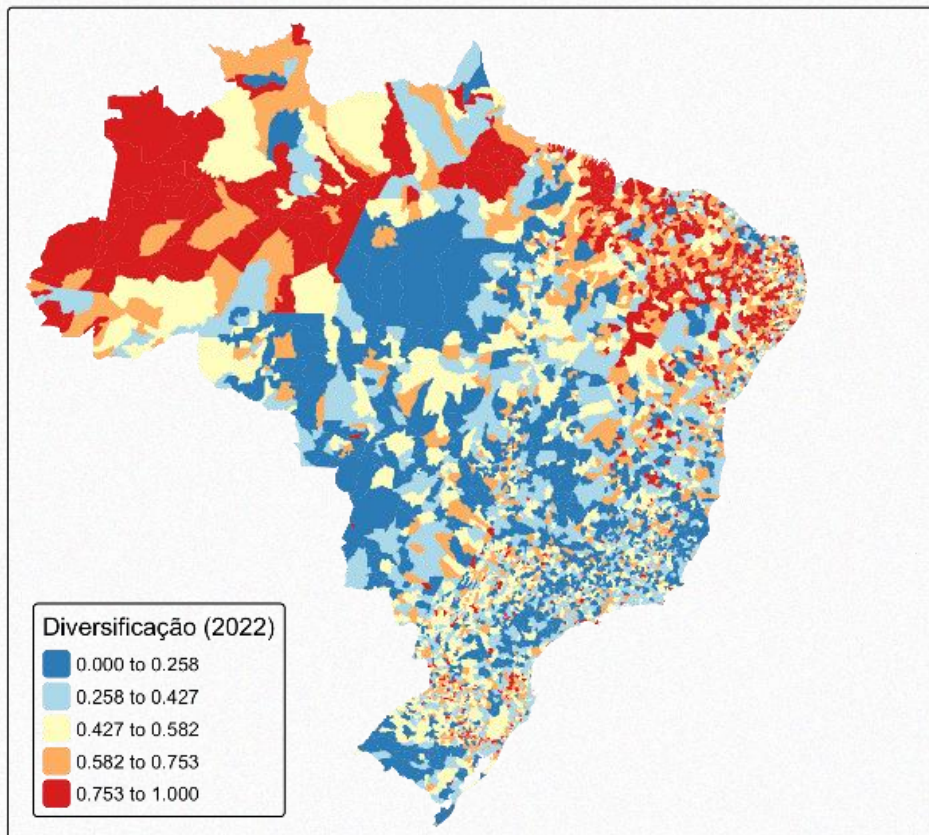 Diversificação (2022)
0.000 to 0.258
0.258 to 0.427
0.427 to 0.582
0.582 to 0.753
0.753 to 1.000